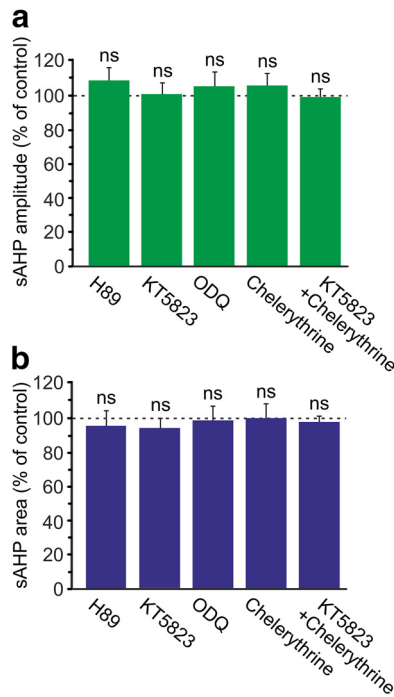 a
sAHP amplitude (% of control)
120
100
80
60
40
20
0
ns
ns
ns
ns
ns
H89
KT5823
ODQ
Chelerythrine
KT5823
+Chelerythrine
b
sAHP area (% of control)
120
100
80
60
40
20
0
ns
ns
ns
ns
ns
H89
KT5823
ODQ
Chelerythrine
KT5823
+Chelerythrine